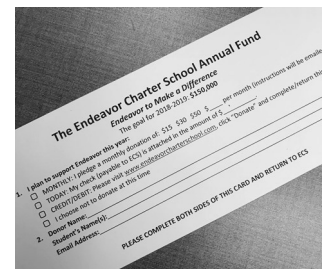 The Endeavor Charter School Annual Fund
Endeavor to Make a Difference
The goal for 2018-2019: $150,000
1. I plan to support Endeavor this year:
MONTHLY: I pledge a monthly donation of: $15 $30 $50 $___ per month (instructions will be emaile
TODAY: My check (payable to ECS) is attached in the amount of $
CREDIT/DEBIT: Please visit www.endeavorcharterschool.com, click "Donate" and complete/return thi
I choose not to donate at this time
2. Donor Name:
Student's Name(s):
Email Address:
PLEASE COMPLETE BOTH SIDES OF THIS CARD AND RETURN TO ECS